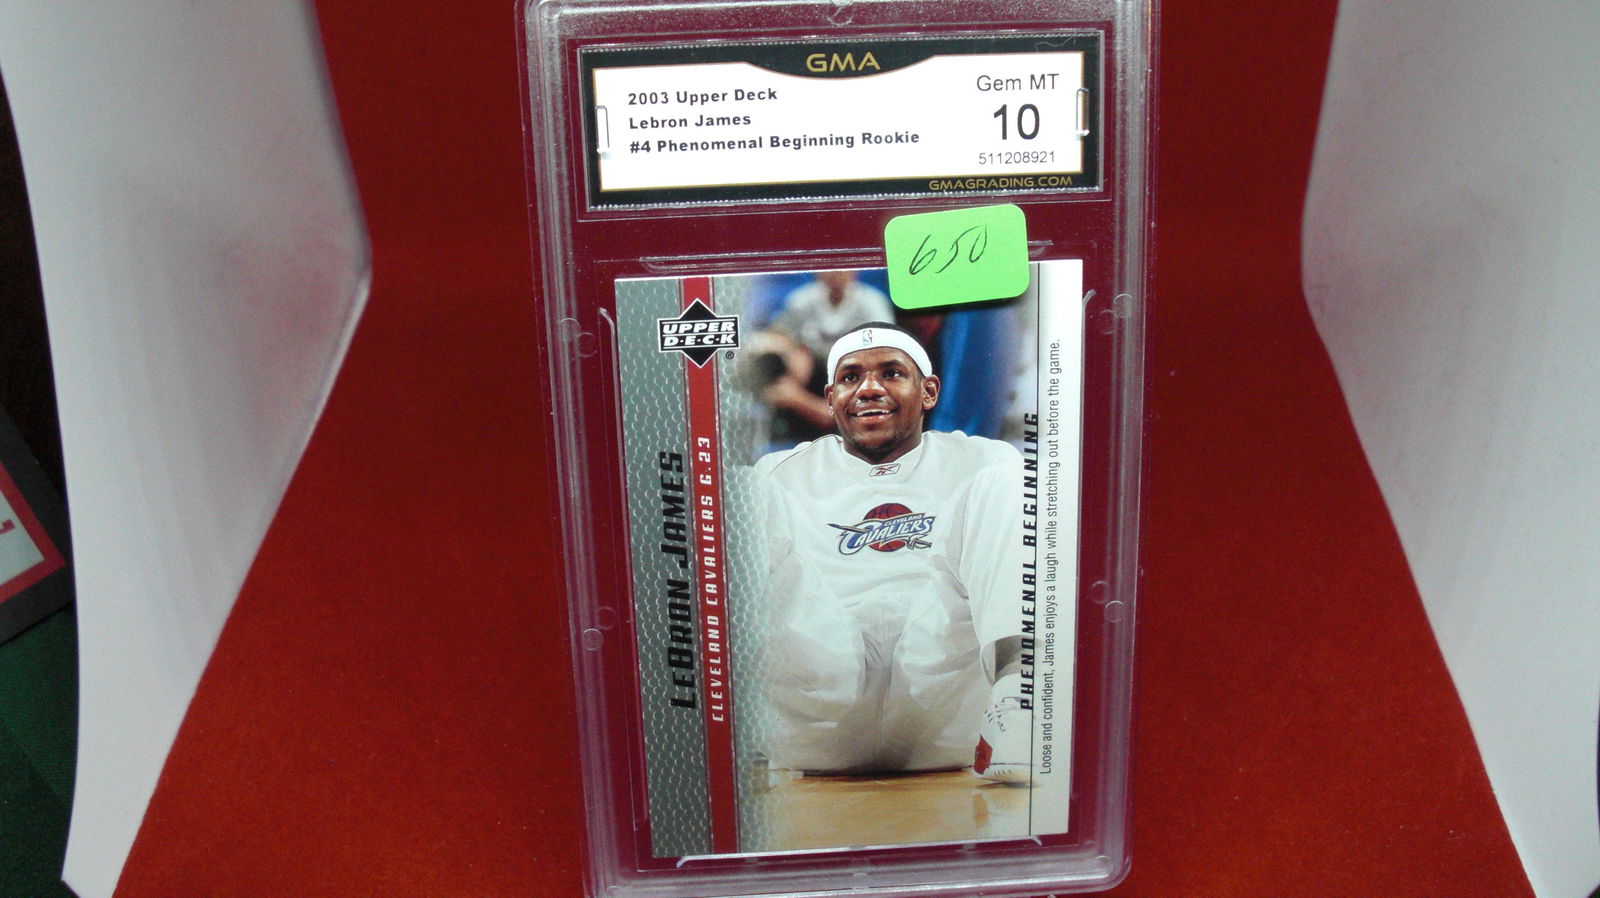 GMA
2003 Upper Deck
Lebron James
#4 Phenomenal Beginning Rookie
Gem MT
10
511208921
GMAGRADING.COM
650
UPPER
D·E·C·K
®
LeBRON JAMES
CLEVELAND CAVALIERS G.23
CLEVELAND
CAVALIERS
PHENOMENAL BEGINNING
Loose and confident, James enjoys a laugh while stretching out before the game.